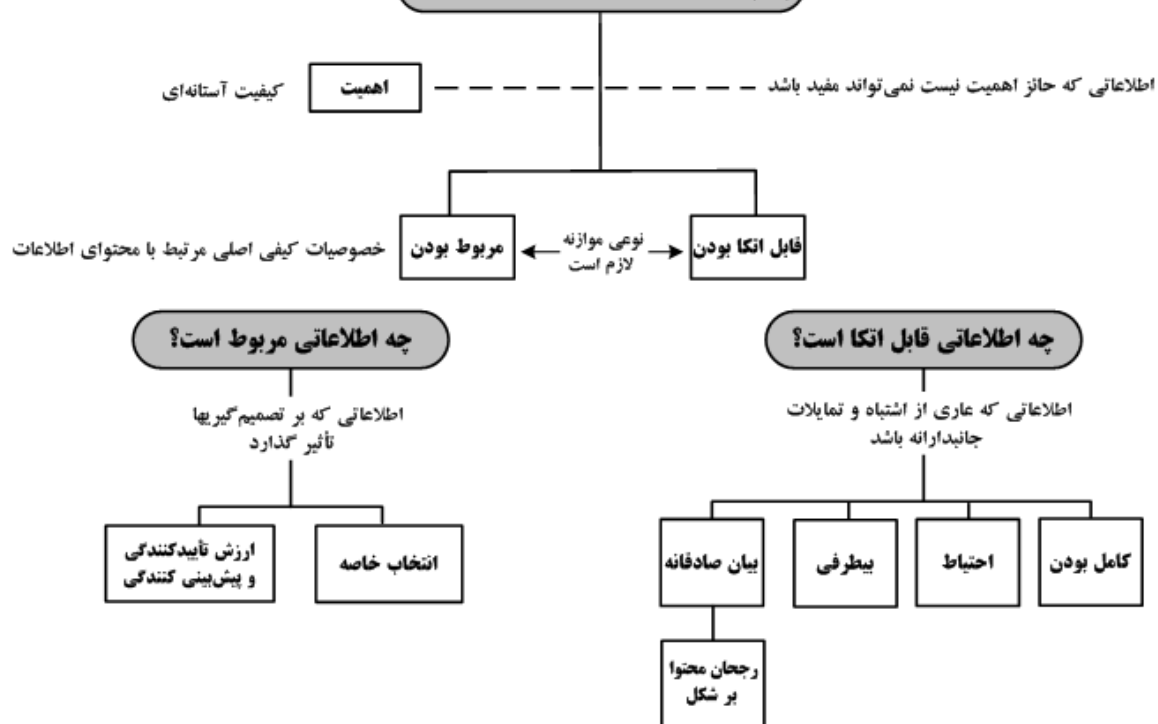 اطلاعاتی که حائز اهمیت نیست نمی‌تواند مفید باشد
اهمیت
کیفیت آستانه‌ای
قابل اتکا بودن
نوعی موازنه
لازم است
مربوط بودن
خصوصیات کیفی اصلی مرتبط با محتوای اطلاعات
چه اطلاعاتی قابل اتکا است؟
اطلاعاتی که عاری از اشتباه و تمایلات
جانبدارانه باشد
کامل بودن
احتیاط
بیطرفی
بیان صادقانه
رجحان محتوا
بر شکل
چه اطلاعاتی مربوط است؟
اطلاعاتی که بر تصمیم‌گیریها
تأثیر گذارد
انتخاب خاصه
ارزش تأییدکنندگی
و پیش‌بینی کنندگی